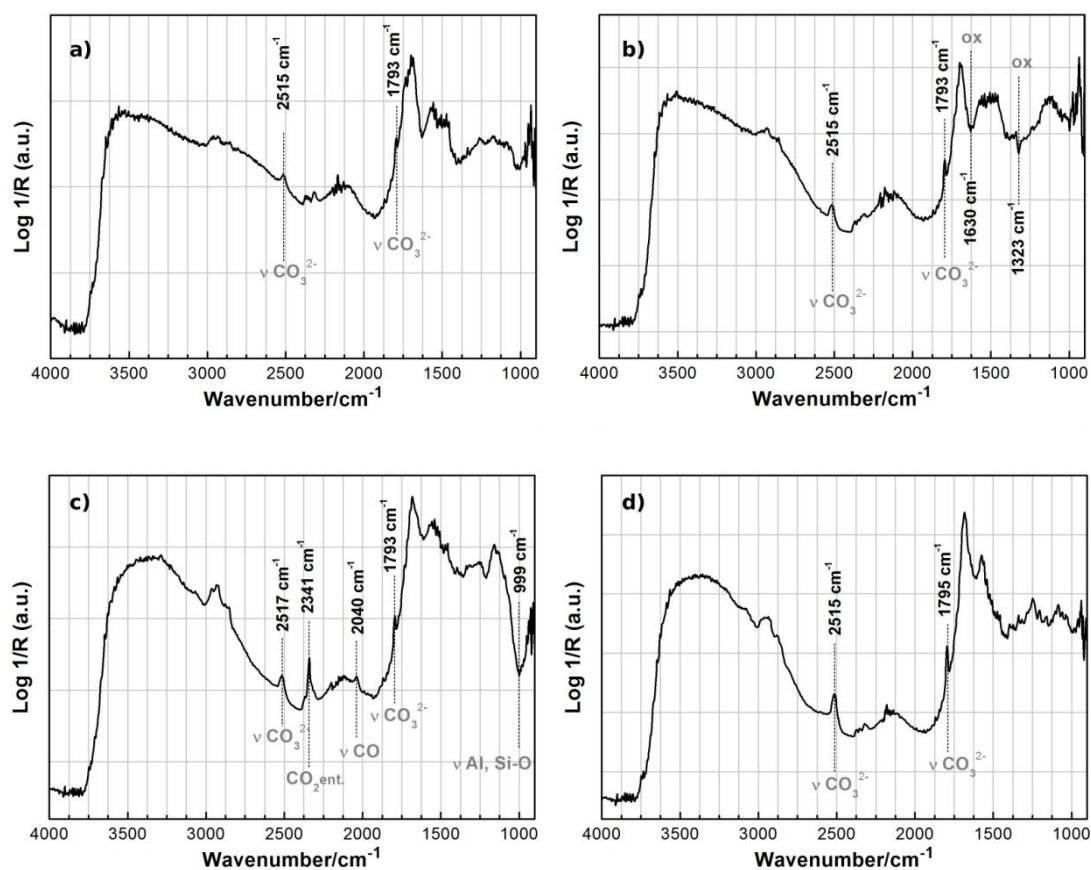 a)
2515 cm⁻¹
1793 cm⁻¹
ν CO₃²⁻
ν CO₃²⁻
Log 1/R (a.u.)
4000 3500 3000 2500 2000 1500 1000
Wavenumber/cm⁻¹
b)
2515 cm⁻¹
1793 cm⁻¹
ox
ox
1630 cm⁻¹
1323 cm⁻¹
ν CO₃²⁻
ν CO₃²⁻
Log 1/R (a.u.)
4000 3500 3000 2500 2000 1500 1000
Wavenumber/cm⁻¹
c)
2517 cm⁻¹
2341 cm⁻¹
2040 cm⁻¹
1793 cm⁻¹
999 cm⁻¹
ν CO₃²⁻
CO₂ent.
ν CO
ν CO₃²⁻
ν Al, Si-O
Log 1/R (a.u.)
4000 3500 3000 2500 2000 1500 1000
Wavenumber/cm⁻¹
d)
2515 cm⁻¹
1795 cm⁻¹
ν CO₃²⁻
ν CO₃²⁻
Log 1/R (a.u.)
4000 3500 3000 2500 2000 1500 1000
Wavenumber/cm⁻¹